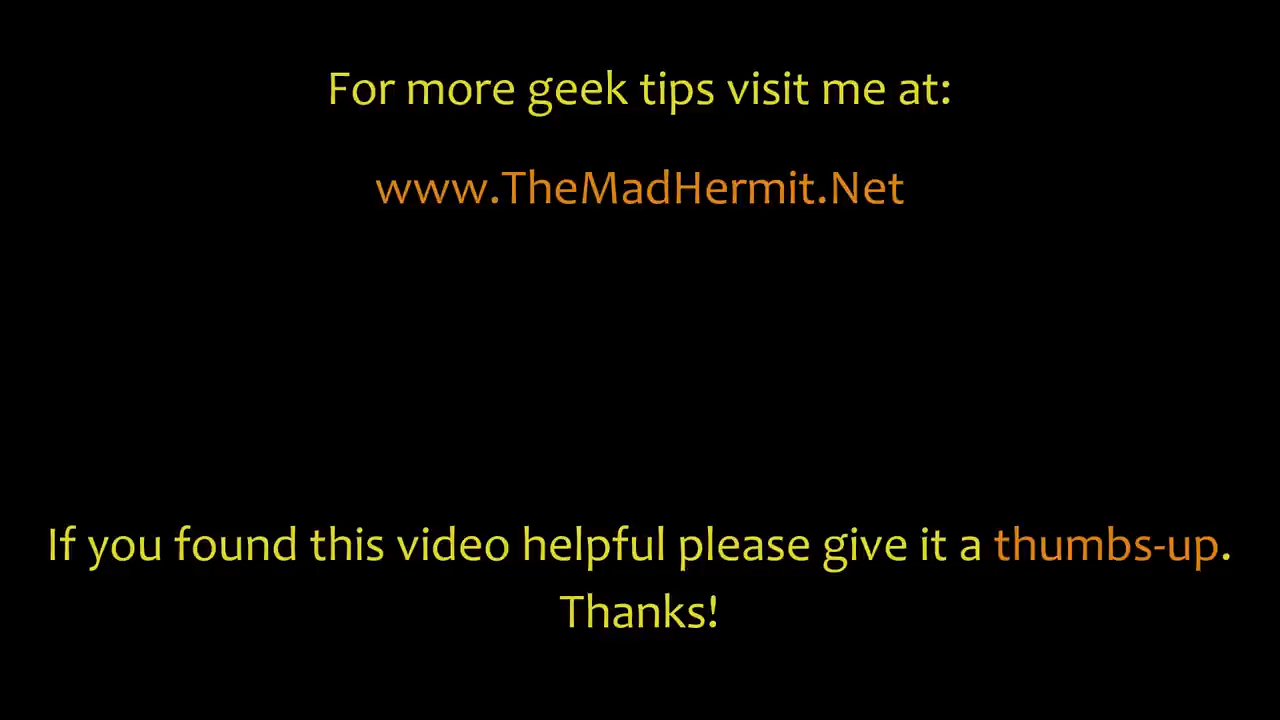 For more geek tips visit me at:
www.TheMadHermit.Net
If you found this video helpful please give it a thumbs-up.
Thanks!